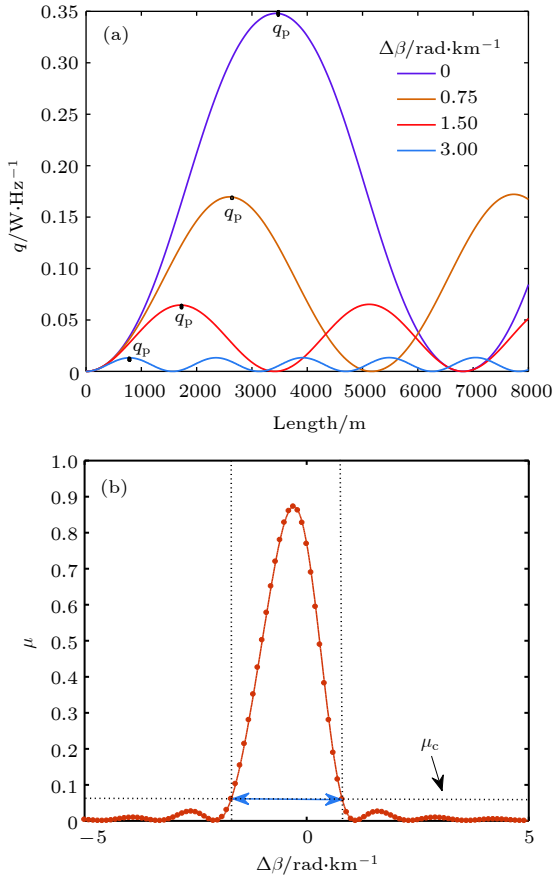 0.35
(a)
q_p
Δβ/rad·km⁻¹
0.30
0
0.75
0.25
1.50
3.00
0.20
q/W·Hz⁻¹
0.15
q_p
0.10
q_p
0.05
q_p
0
0 1000 2000 3000 4000 5000 6000 7000 8000
Length/m
1.0
(b)
0.9
0.8
0.7
0.6
μ
0.5
0.4
0.3
0.2
μ_c
0.1
0
−5 0 5
Δβ/rad·km⁻¹